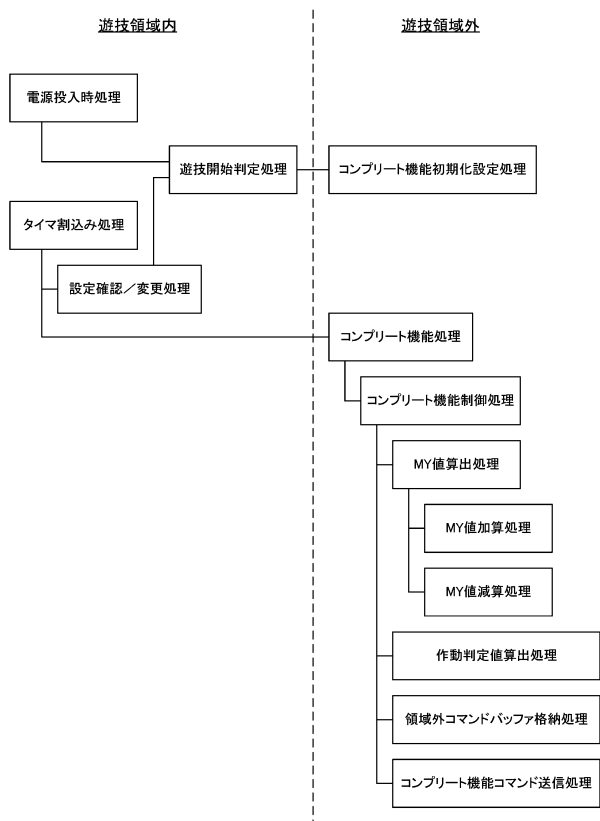 遊技領域内
遊技領域外
電源投入時処理
遊技開始判定処理
コンプリート機能初期化設定処理
タイマ割込み処理
設定確認／変更処理
コンプリート機能処理
コンプリート機能制御処理
MY値算出処理
MY値加算処理
MY値減算処理
作動判定値算出処理
領域外コマンドバッファ格納処理
コンプリート機能コマンド送信処理